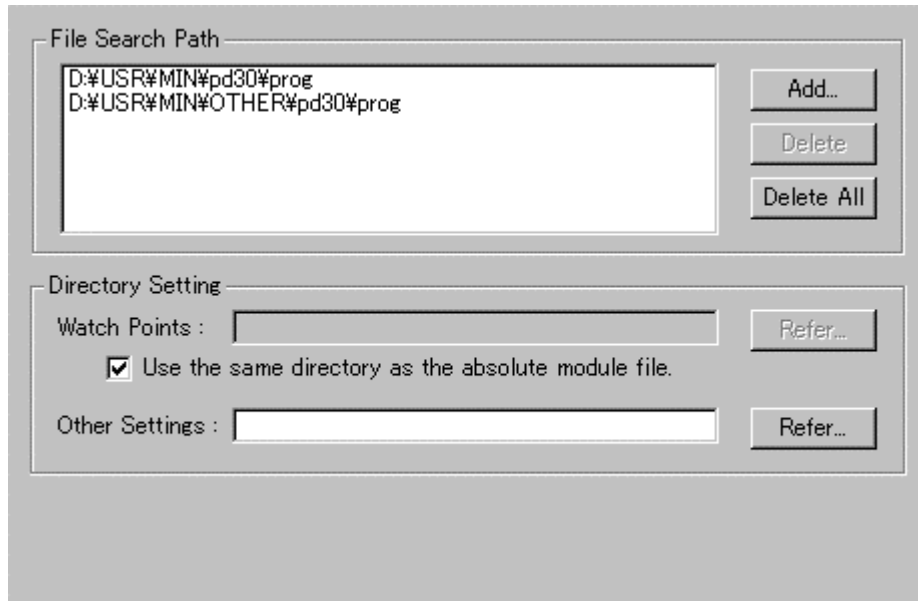 File Search Path
D:¥USR¥MIN¥pd30¥prog
D:¥USR¥MIN¥OTHER¥pd30¥prog
Add...
Delete
Delete All
Directory Setting
Watch Points :
Refer...
Use the same directory as the absolute module file.
Other Settings :
Refer...